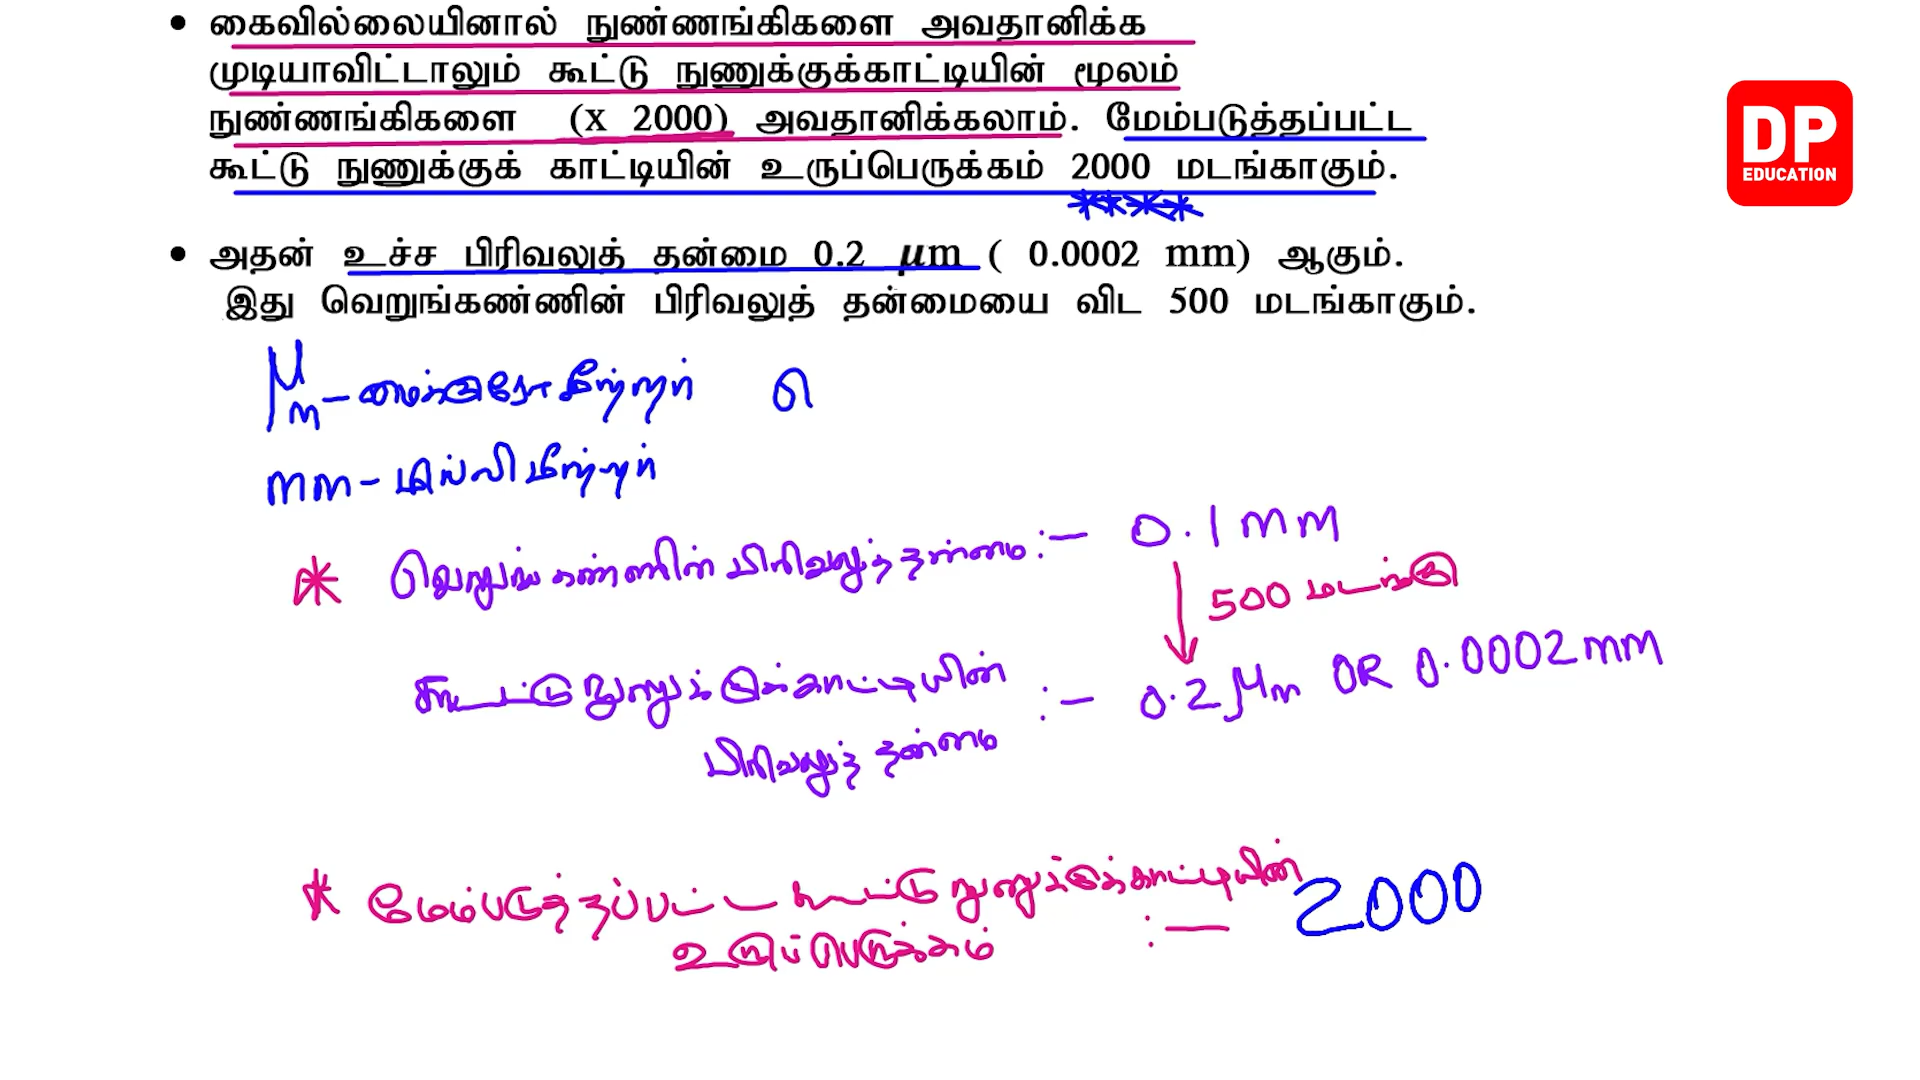 • கைவில்லையினால் நுண்ணங்கிகளை அவதானிக்க
முடியாவிட்டாலும் கூட்டு நுணுக்குக்காட்டியின் மூலம்
நுண்ணங்கிகளை (x 2000) அவதானிக்கலாம். மேம்படுத்தப்பட்ட
கூட்டு நுணுக்குக் காட்டியின் உருப்பெருக்கம் 2000 மடங்காகும்.
DP
EDUCATION
• அதன் உச்ச பிரிவலுத் தன்மை 0.2 μm ( 0.0002 mm) ஆகும்.
இது வெறுங்கண்ணின் பிரிவலுத் தன்மையை விட 500 மடங்காகும்.
μm – மைக்குரோ மீற்றர்
mm – மில்லி மீற்றர்
* வெறுங் கண்ணின் பிரிவலுத் தன்மை :– 0.1 mm
500 மடங்கு
கூட்டு நுணுக்குக்காட்டியின் :– 0.2 μm OR 0.0002 mm
பிரிவலுத் தன்மை
* மேம்படுத்தப்பட்ட கூட்டு நுணுக்குக்காட்டியின்
உருப்பெருக்கம் :– 2000